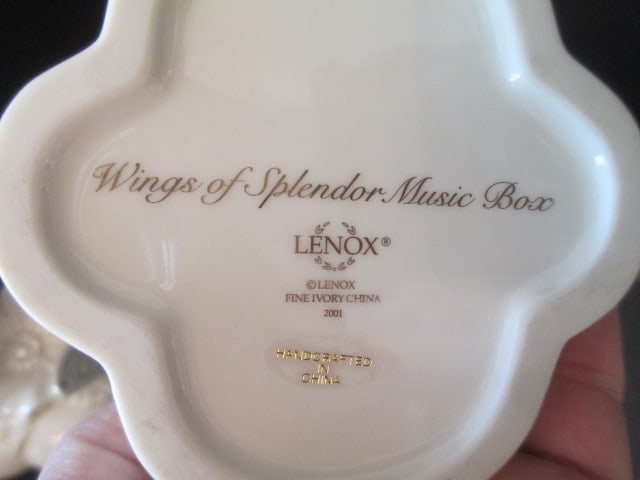 Wings of Splendor Music Box
LENOX®
© LENOX
FINE IVORY CHINA
2001
HANDCRAFTED
IN
CHINA